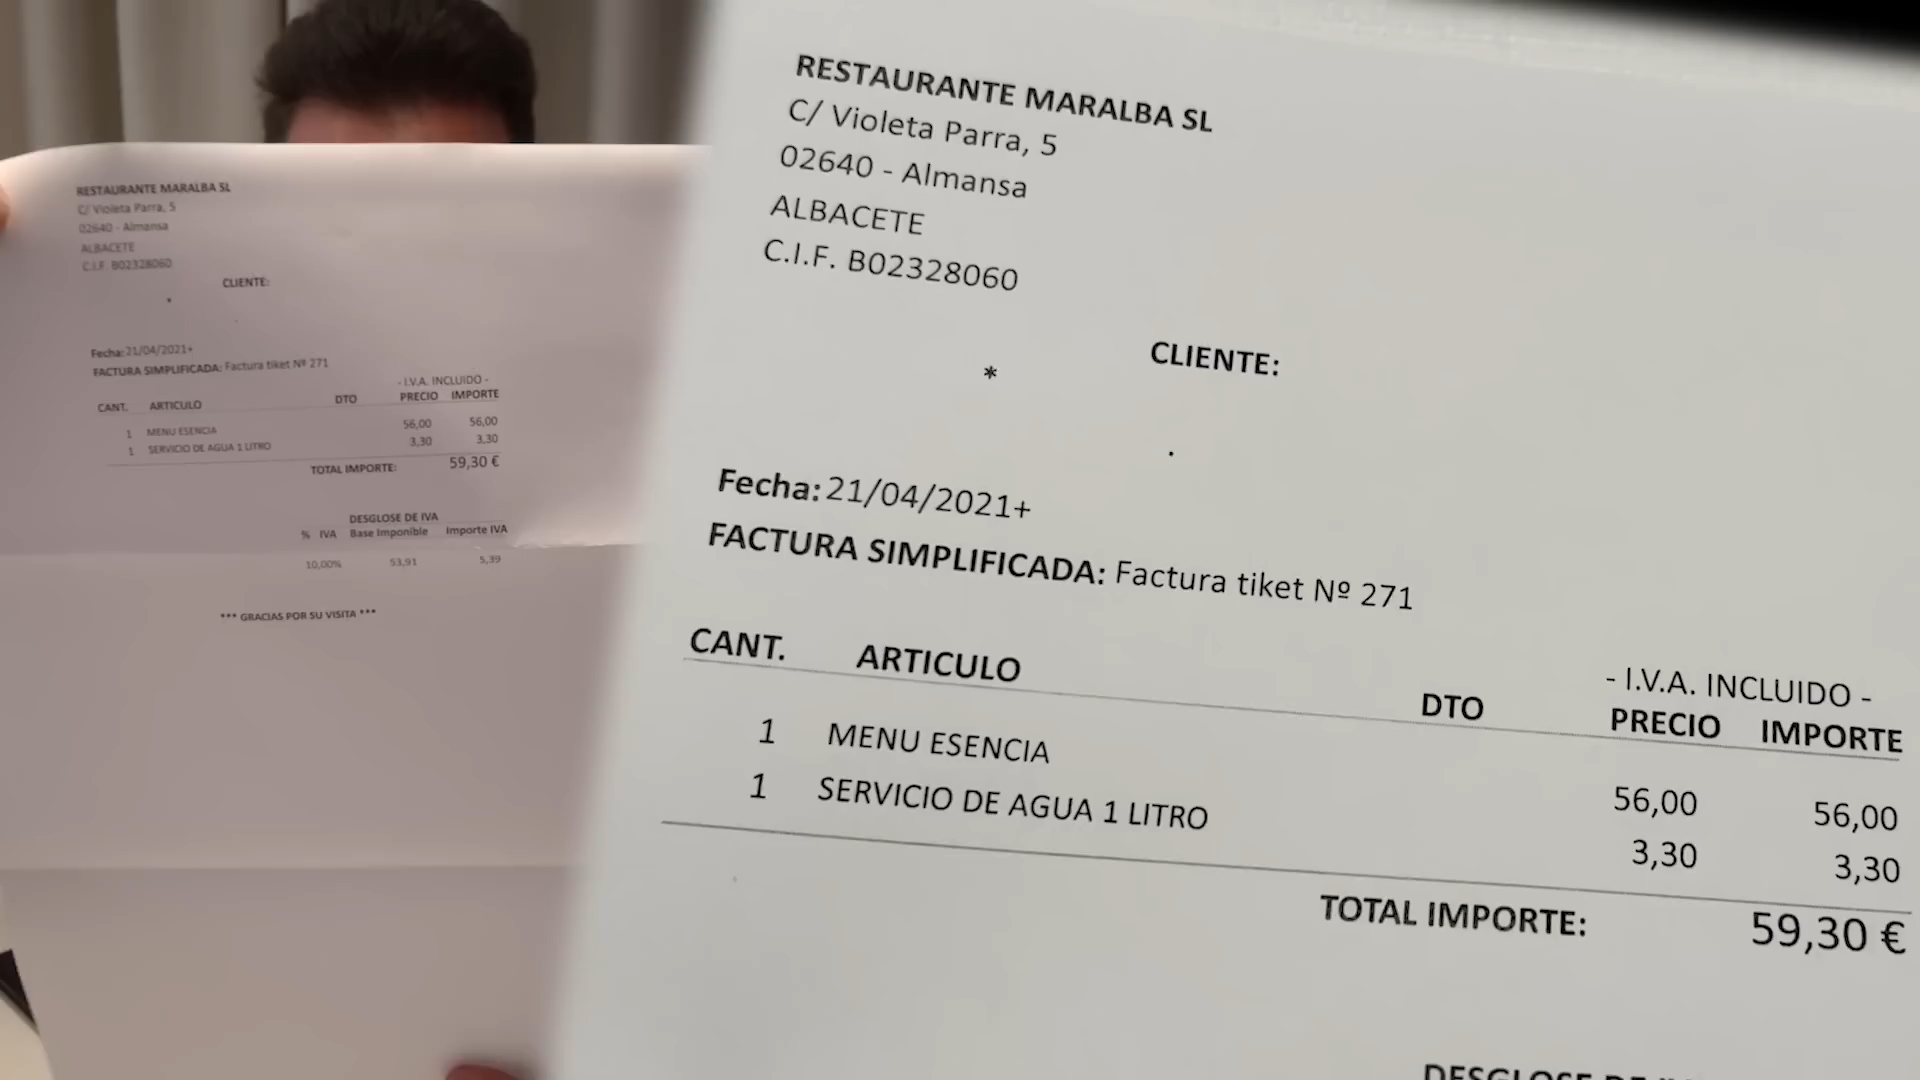 RESTAURANTE MARALBA SL
C/ Violeta Parra, 5
02640 - Almansa
ALBACETE
C.I.F. B02328060
CLIENTE:
*
.
Fecha:21/04/2021+
FACTURA SIMPLIFICADA: Factura tiket Nº 271
- I.V.A. INCLUIDO -
CANT. ARTICULO DTO PRECIO IMPORTE
1 MENU ESENCIA 56,00 56,00
1 SERVICIO DE AGUA 1 LITRO 3,30 3,30
TOTAL IMPORTE: 59,30 €
DESGLOSE DE IVA
% IVA Base Imponible Importe IVA
10,00% 53,91 5,39
*** GRACIAS POR SU VISITA ***
RESTAURANTE MARALBA SL
C/ Violeta Parra, 5
02640 - Almansa
ALBACETE
C.I.F. B02328060
CLIENTE:
*
.
Fecha:21/04/2021+
FACTURA SIMPLIFICADA: Factura tiket Nº 271
- I.V.A. INCLUIDO -
CANT. ARTICULO DTO PRECIO IMPORTE
1 MENU ESENCIA 56,00 56,00
1 SERVICIO DE AGUA 1 LITRO 3,30 3,30
TOTAL IMPORTE: 59,30 €